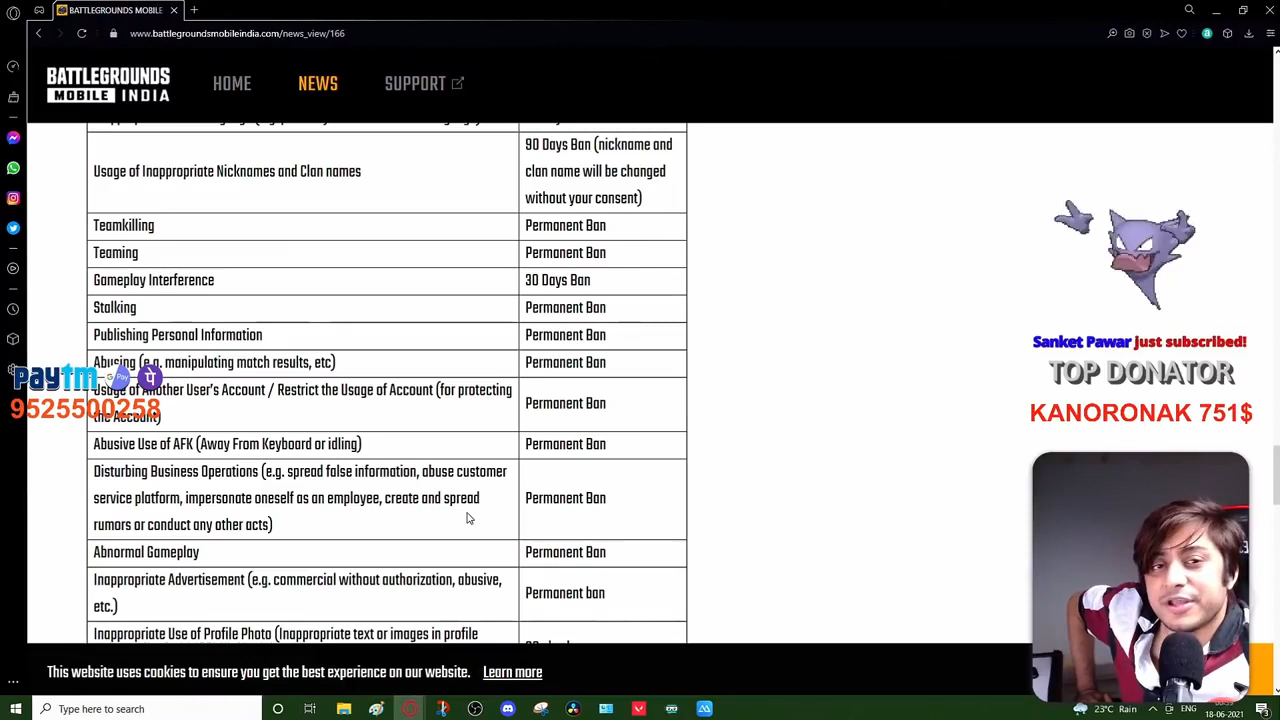 BATTLEGROUNDS MOBILE
www.battlegroundsmobileindia.com/news_view/166
BATTLEGROUNDS
MOBILE INDIA
HOME
NEWS
SUPPORT
Usage of Inappropriate Nicknames and Clan names
90 Days Ban (nickname and
clan name will be changed
without your consent)
Teamkilling
Permanent Ban
Teaming
Permanent Ban
Gameplay Interference
30 Days Ban
Stalking
Permanent Ban
Publishing Personal Information
Permanent Ban
Abusing (e.g. manipulating match results, etc)
Permanent Ban
Usage of Another User's Account / Restrict the Usage of Account (for protecting
the Account)
Permanent Ban
Abusive Use of AFK (Away From Keyboard or idling)
Permanent Ban
Disturbing Business Operations (e.g. spread false information, abuse customer
service platform, impersonate oneself as an employee, create and spread
rumors or conduct any other acts)
Permanent Ban
Abnormal Gameplay
Permanent Ban
Inappropriate Advertisement (e.g. commercial without authorization, abusive,
etc.)
Permanent ban
Inappropriate Use of Profile Photo (Inappropriate text or images in profile
paytm G Pay पे
9525500258
Sanket Pawar just subscribed!
TOP DONATOR
KANORONAK 751$
This website uses cookies to ensure you get the best experience on our website. Learn more
Type here to search
23°C Rain
ENG
18-06-2021